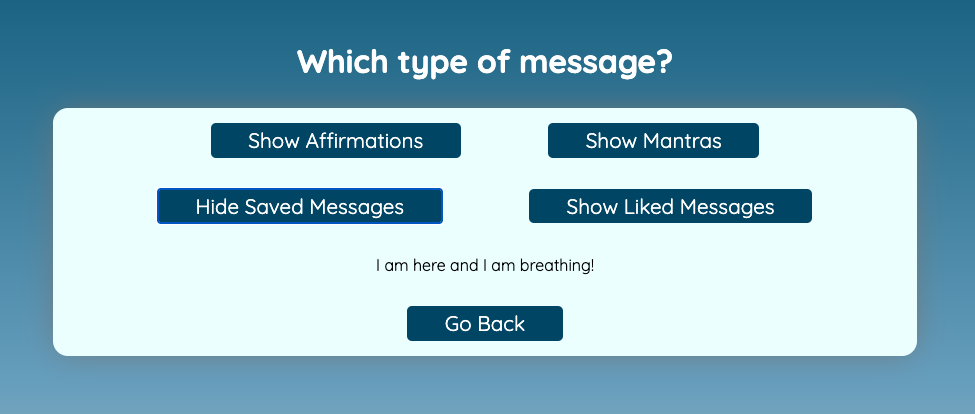 Which type of message?
Show Affirmations
Show Mantras
Hide Saved Messages
Show Liked Messages
I am here and I am breathing!
Go Back